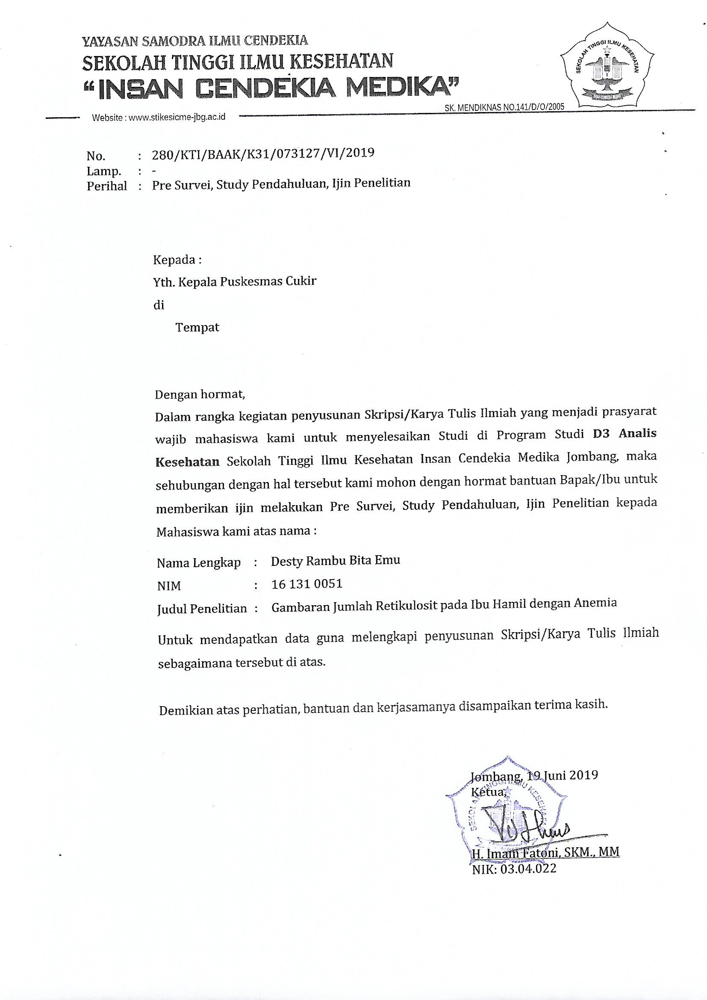 YAYASAN SAMODRA ILMU CENDEKIA
SEKOLAH TINGGI ILMU KESEHATAN
“INSAN CENDEKIA MEDIKA”
SEKOLAH TINGGI ILMU KESEHATAN
SK. MENDIKNAS NO.141/D/O/2005
Website : www.stikesicme-jbg.ac.id
No. : 280/KTI/BAAK/K31/073127/VI/2019
Lamp. : -
Perihal : Pre Survei, Study Pendahuluan, Ijin Penelitian
Kepada :
Yth. Kepala Puskesmas Cukir
di
Tempat
Dengan hormat,
Dalam rangka kegiatan penyusunan Skripsi/Karya Tulis Ilmiah yang menjadi prasyarat
wajib mahasiswa kami untuk menyelesaikan Studi di Program Studi D3 Analis
Kesehatan Sekolah Tinggi Ilmu Kesehatan Insan Cendekia Medika Jombang, maka
sehubungan dengan hal tersebut kami mohon dengan hormat bantuan Bapak/Ibu untuk
memberikan ijin melakukan Pre Survei, Study Pendahuluan, Ijin Penelitian kepada
Mahasiswa kami atas nama :
Nama Lengkap : Desty Rambu Bita Emu
NIM : 16 131 0051
Judul Penelitian : Gambaran Jumlah Retikulosit pada Ibu Hamil dengan Anemia
Untuk mendapatkan data guna melengkapi penyusunan Skripsi/Karya Tulis Ilmiah
sebagaimana tersebut di atas.
Demikian atas perhatian, bantuan dan kerjasamanya disampaikan terima kasih.
Jombang, 19 Juni 2019
Ketua,
H. Imam Fatoni, SKM., MM
NIK: 03.04.022